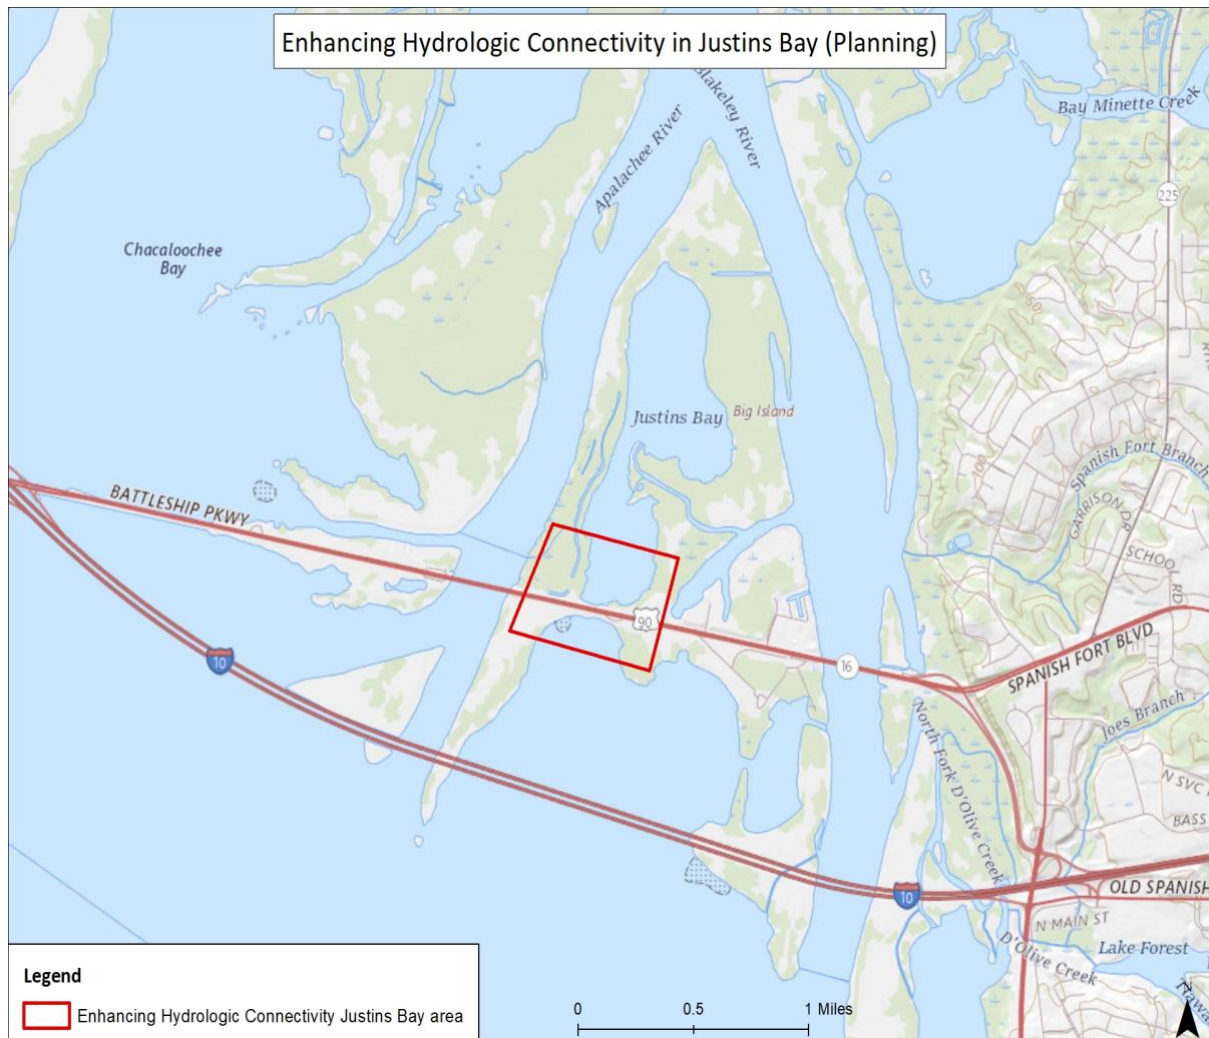 Enhancing Hydrologic Connectivity in Justins Bay (Planning)
Blakeley River
Apalachee River
Bay Minette Creek
225
Chacaloochee
Bay
50
Justins Bay
Big Island
100
Spanish Fort Branch
GARRISON DR
SCHOOL RD
BATTLESHIP PKWY
90
16
SPANISH FORT BLVD
10
Joes Branch
North Fork D'Olive Creek
N SVC
BASS
10
OLD SPANISH
N MAIN ST
D'Olive Creek
Lake Forest
Legend
Enhancing Hydrologic Connectivity Justins Bay area
0 0.5 1 Miles